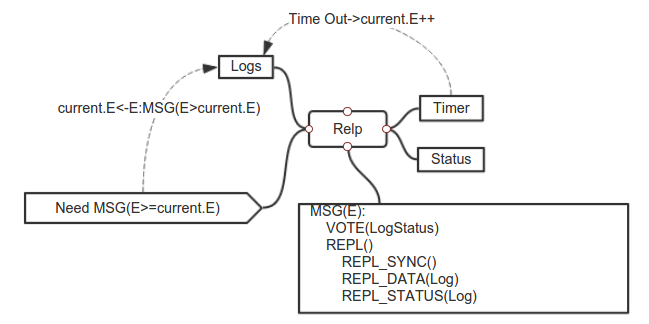 Time Out->current.E++
Logs
current.E<-E:MSG(E>current.E)
Timer
Relp
Status
Need MSG(E>=current.E)
MSG(E):
VOTE(LogStatus)
REPL()
REPL_SYNC()
REPL_DATA(Log)
REPL_STATUS(Log)